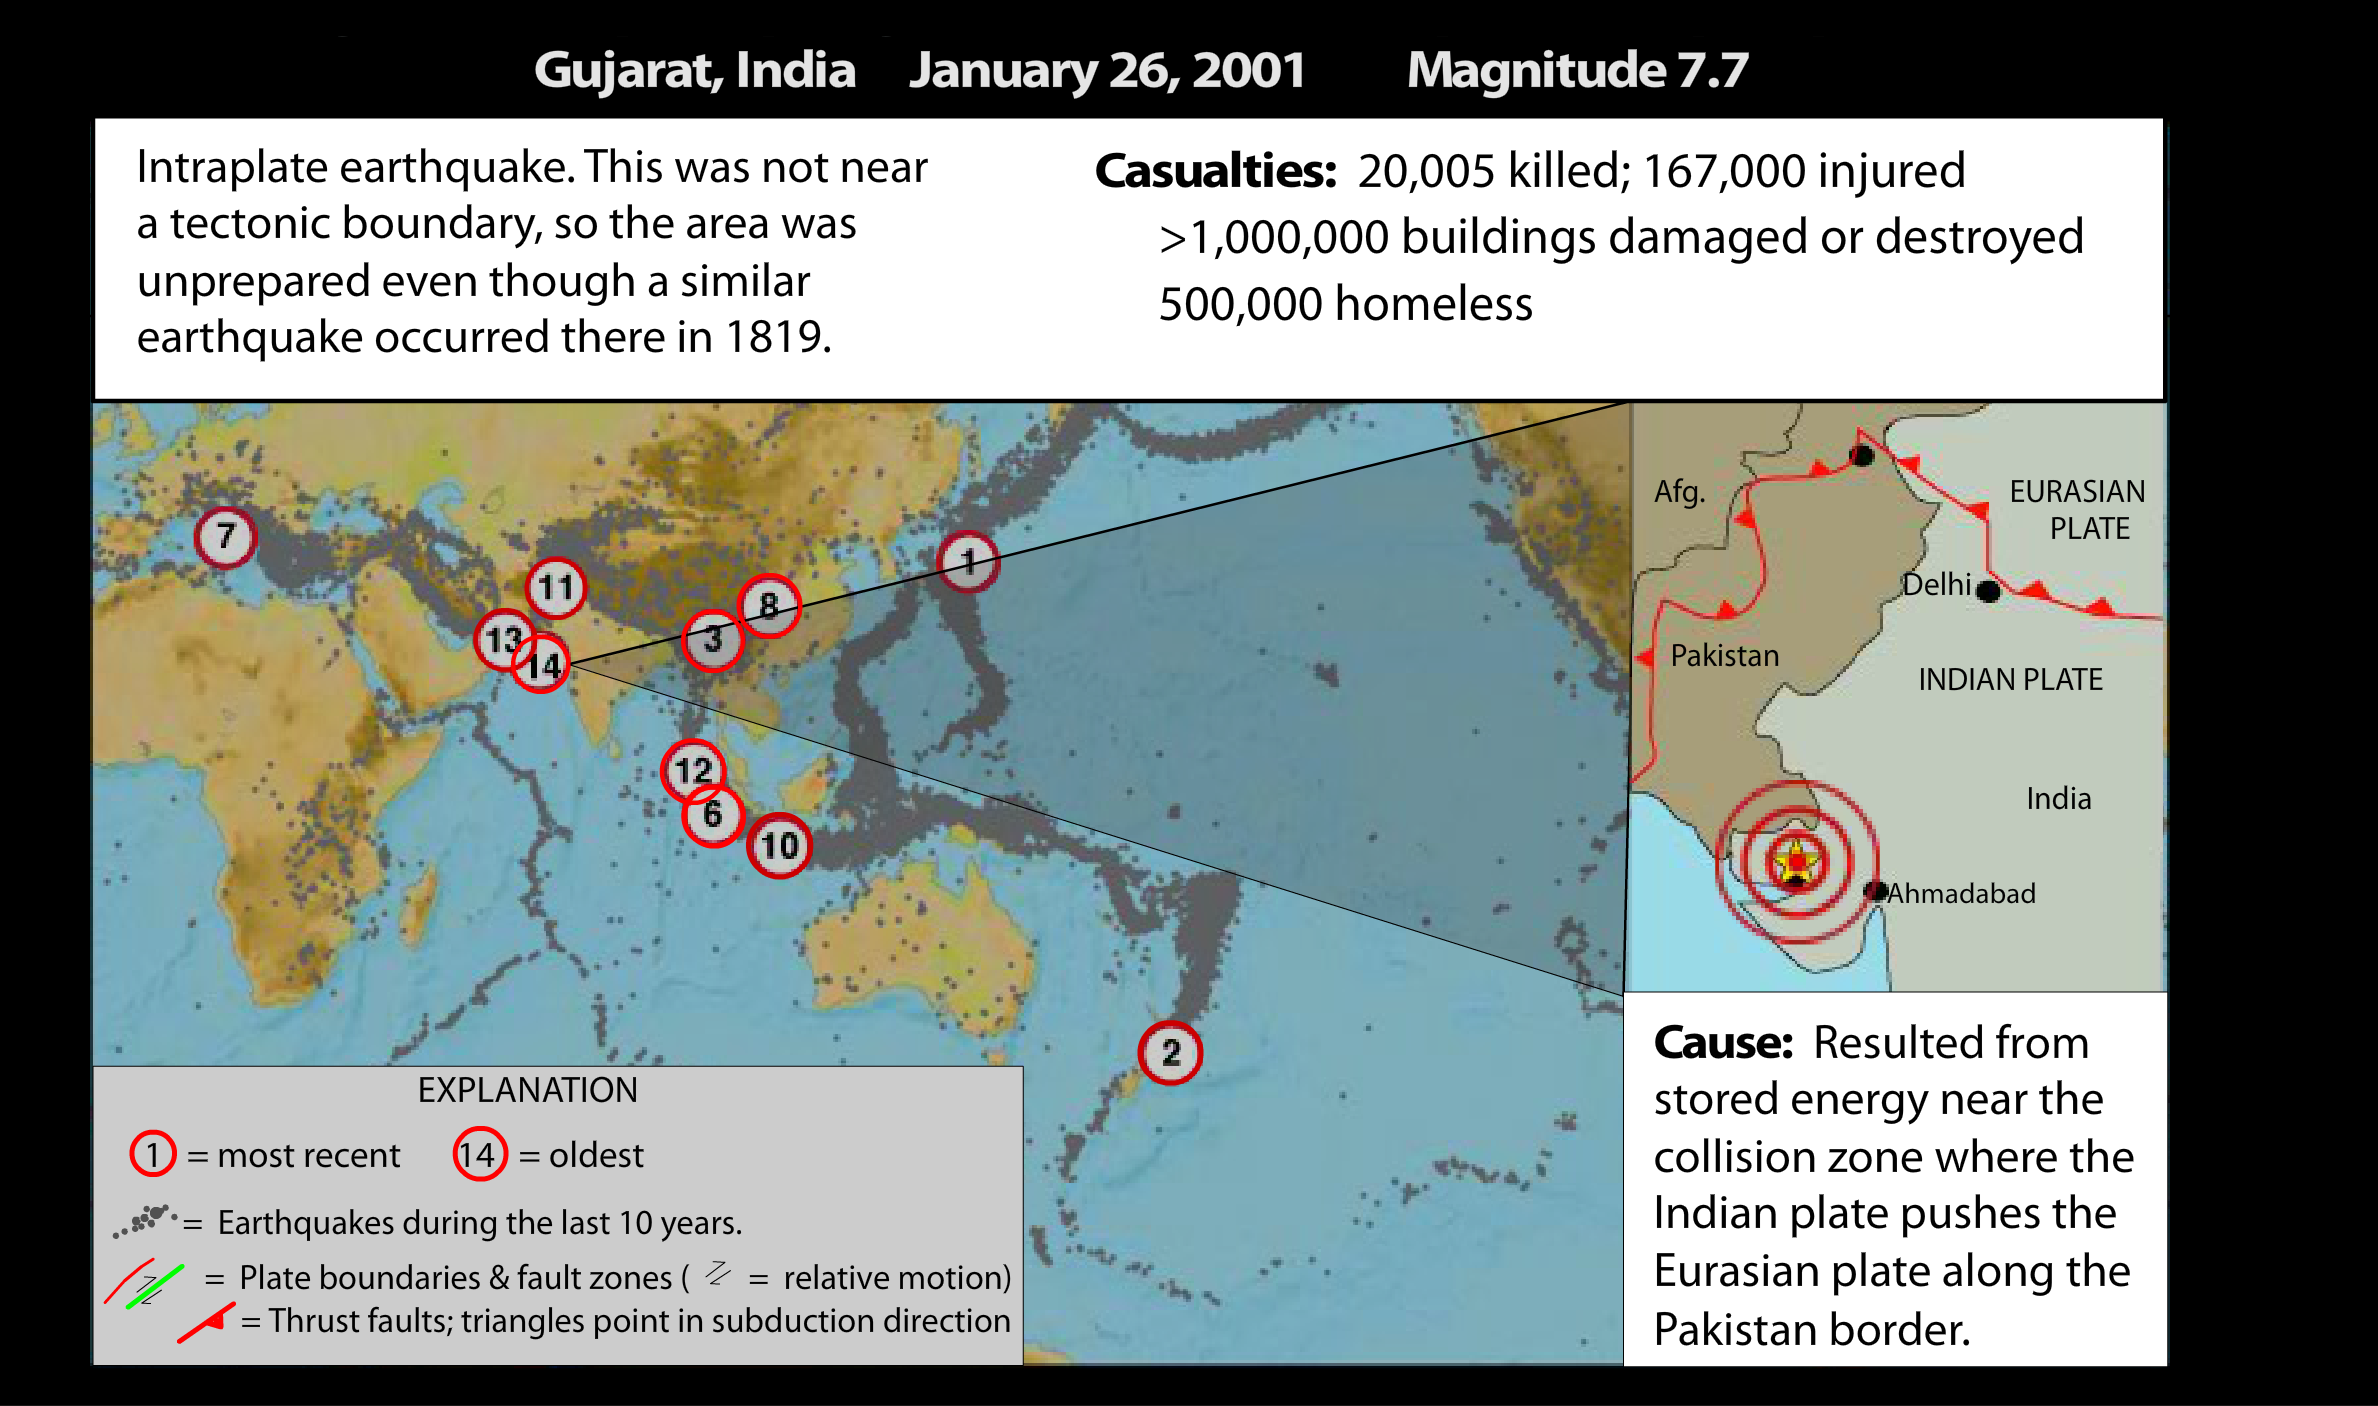 Gujarat, India January 26, 2001 Magnitude 7.7
Intraplate earthquake. This was not near
a tectonic boundary, so the area was
unprepared even though a similar
earthquake occurred there in 1819.
Casualties: 20,005 killed; 167,000 injured
>1,000,000 buildings damaged or destroyed
500,000 homeless
7
11
13
14
8
3
1
12
6
10
2
Afg.
EURASIAN
PLATE
Delhi
Pakistan
INDIAN PLATE
India
Ahmadabad
EXPLANATION
1 = most recent 14 = oldest
= Earthquakes during the last 10 years.
= Plate boundaries & fault zones ( = relative motion)
= Thrust faults; triangles point in subduction direction
Cause: Resulted from
stored energy near the
collision zone where the
Indian plate pushes the
Eurasian plate along the
Pakistan border.